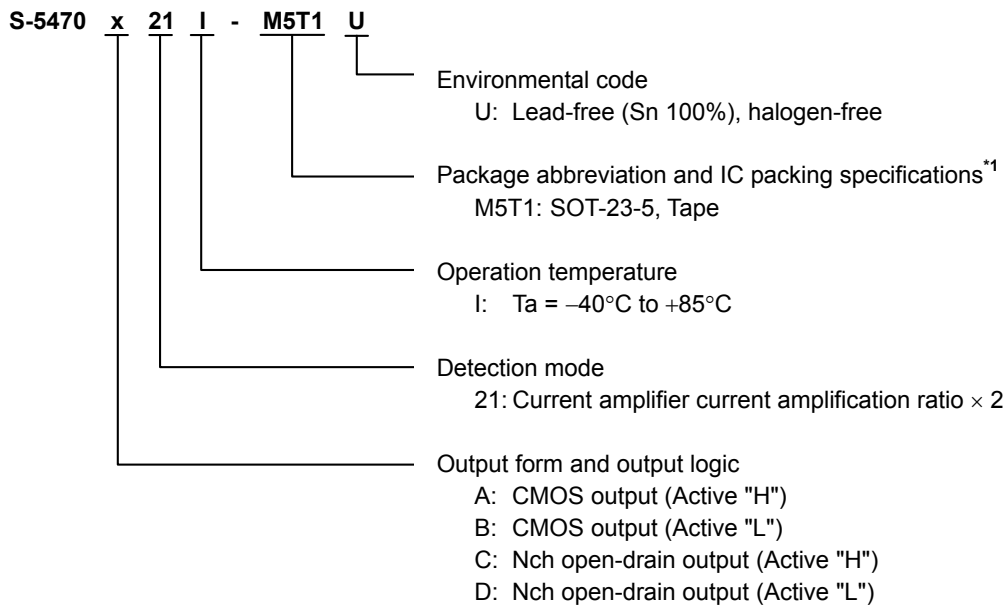 S-5470 x 21 I - M5T1 U
Environmental code
U: Lead-free (Sn 100%), halogen-free
Package abbreviation and IC packing specifications*1
M5T1: SOT-23-5, Tape
Operation temperature
I: Ta = −40°C to +85°C
Detection mode
21: Current amplifier current amplification ratio × 2
Output form and output logic
A: CMOS output (Active "H")
B: CMOS output (Active "L")
C: Nch open-drain output (Active "H")
D: Nch open-drain output (Active "L")